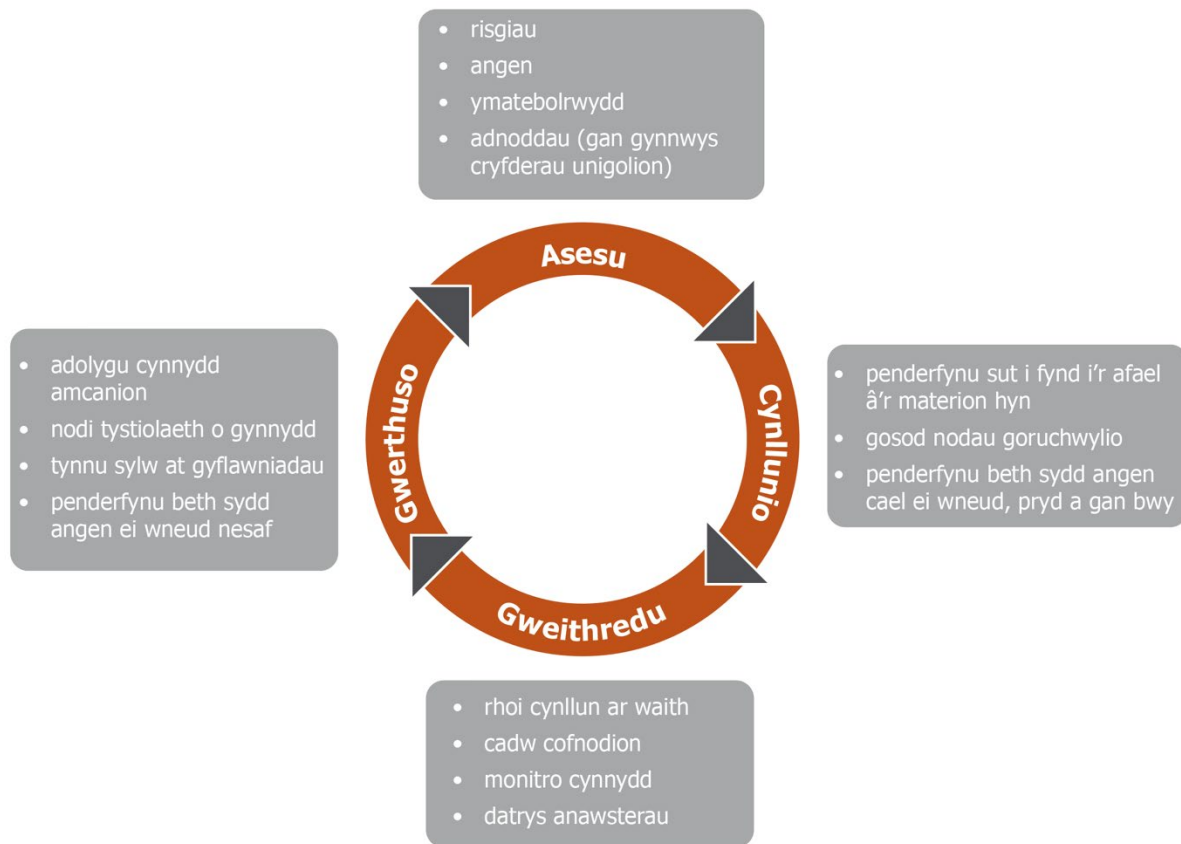 • risgiau
• angen
• ymatebolrwydd
• adnoddau (gan gynnwys
cryfderau unigolion)
Asesu
Cynllunio
• penderfynu sut i fynd i'r afael
â'r materion hyn
• gosod nodau goruchwylio
• penderfynu beth sydd angen
cael ei wneud, pryd a gan bwy
Gweithredu
• rhoi cynllun ar waith
• cadw cofnodion
• monitro cynnydd
• datrys anawsterau
Gwerthuso
• adolygu cynnydd
amcanion
• nodi tystiolaeth o gynnydd
• tynnu sylw at gyflawniadau
• penderfynu beth sydd
angen ei wneud nesaf